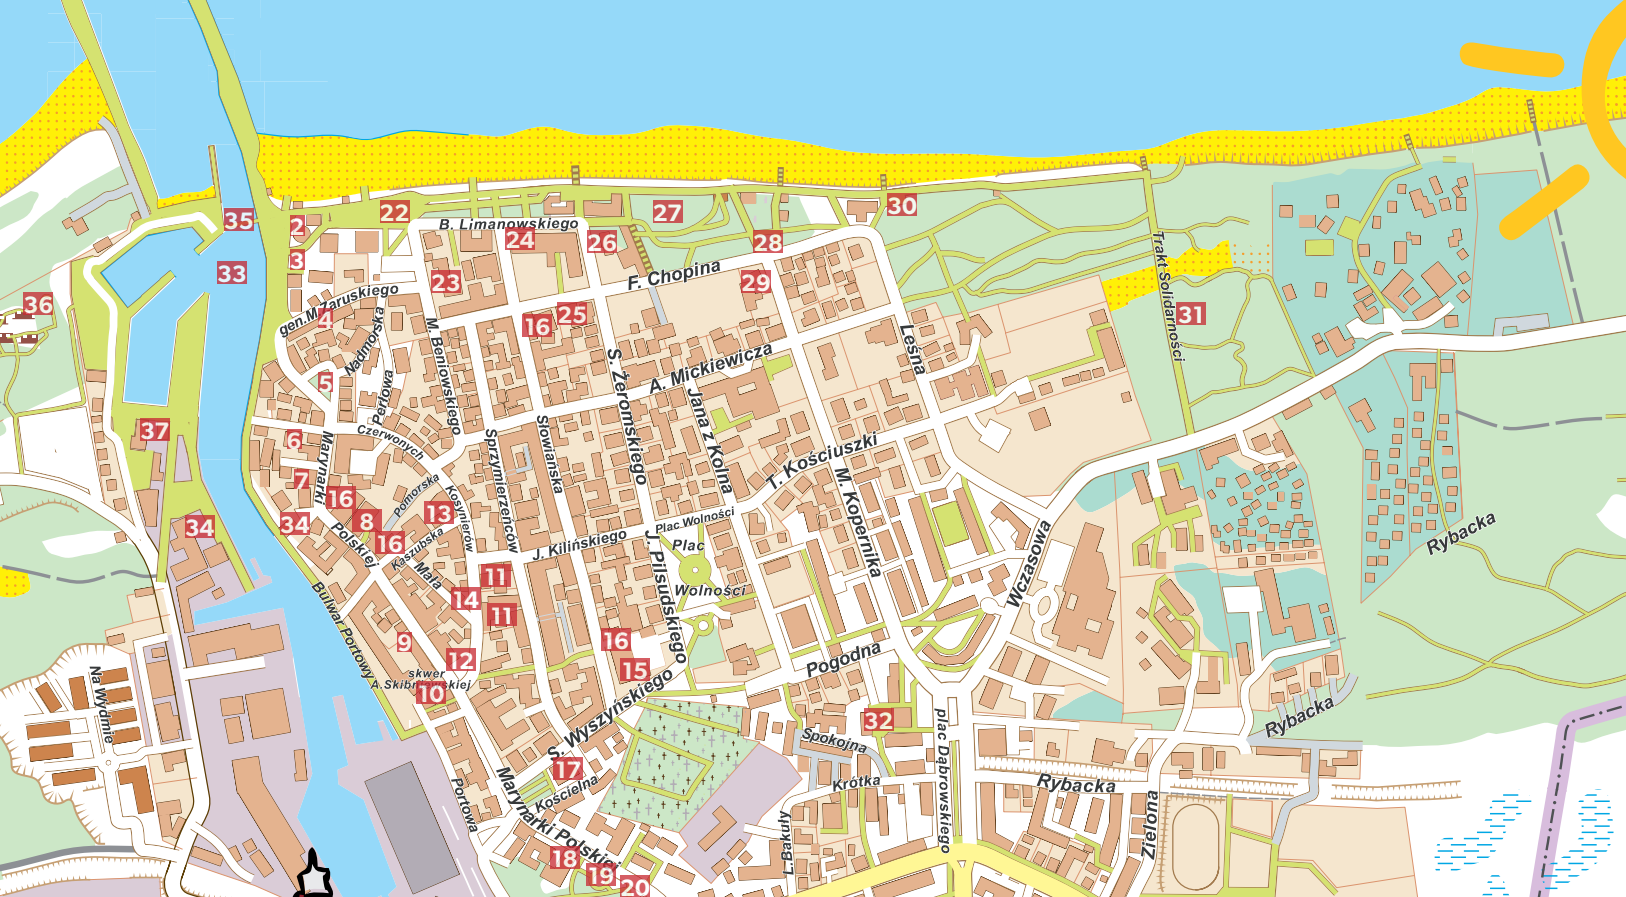 35
2
22
27
30
B. Limanowskiego
24
26
28
3
33
23
F. Chopina
29
gen.M.Zaruskiego
36
4
25
16
31
Trakt Solidarności
Nadmorska
M. Beniowskiego
S. Żeromskiego
A. Mickiewicza
Leśna
5
Perłowa
Jana z Kolna
37
6
Czerwonych
Kosynierów
Sprzymierzeńców
Słowiańska
T. Kościuszki
M. Kopernika
7
Marynarki
Polskiej
16
Pomorska
34
34
8
13
16
Kaszubska
Plac Wolności
Plac
Wolności
Rybacka
J. Kilińskiego
J. Piłsudskiego
Wczasowa
Mała
11
14
11
Bulwar Portowy
9
16
12
15
skwer
10
Pogodna
Na Wydmie
S. Wyszyńskiego
32
Spokojna
plac Dąbrowskiego
Rybacka
17
Kościelna
Krótka
Rybacka
Portowa
Marynarki Polskiej
Zielona
18
19
20